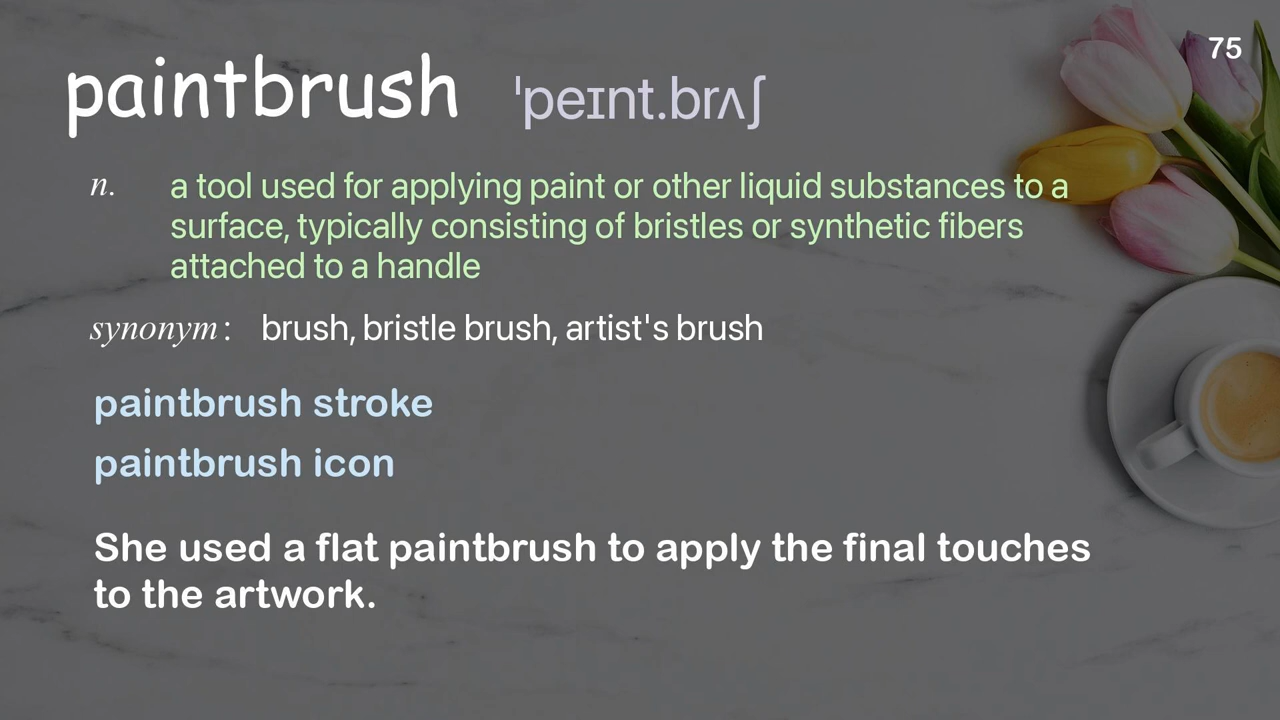 75
paintbrush ˈpeɪnt.brʌʃ
n. a tool used for applying paint or other liquid substances to a
surface, typically consisting of bristles or synthetic fibers
attached to a handle
synonym: brush, bristle brush, artist's brush
paintbrush stroke
paintbrush icon
She used a flat paintbrush to apply the final touches
to the artwork.